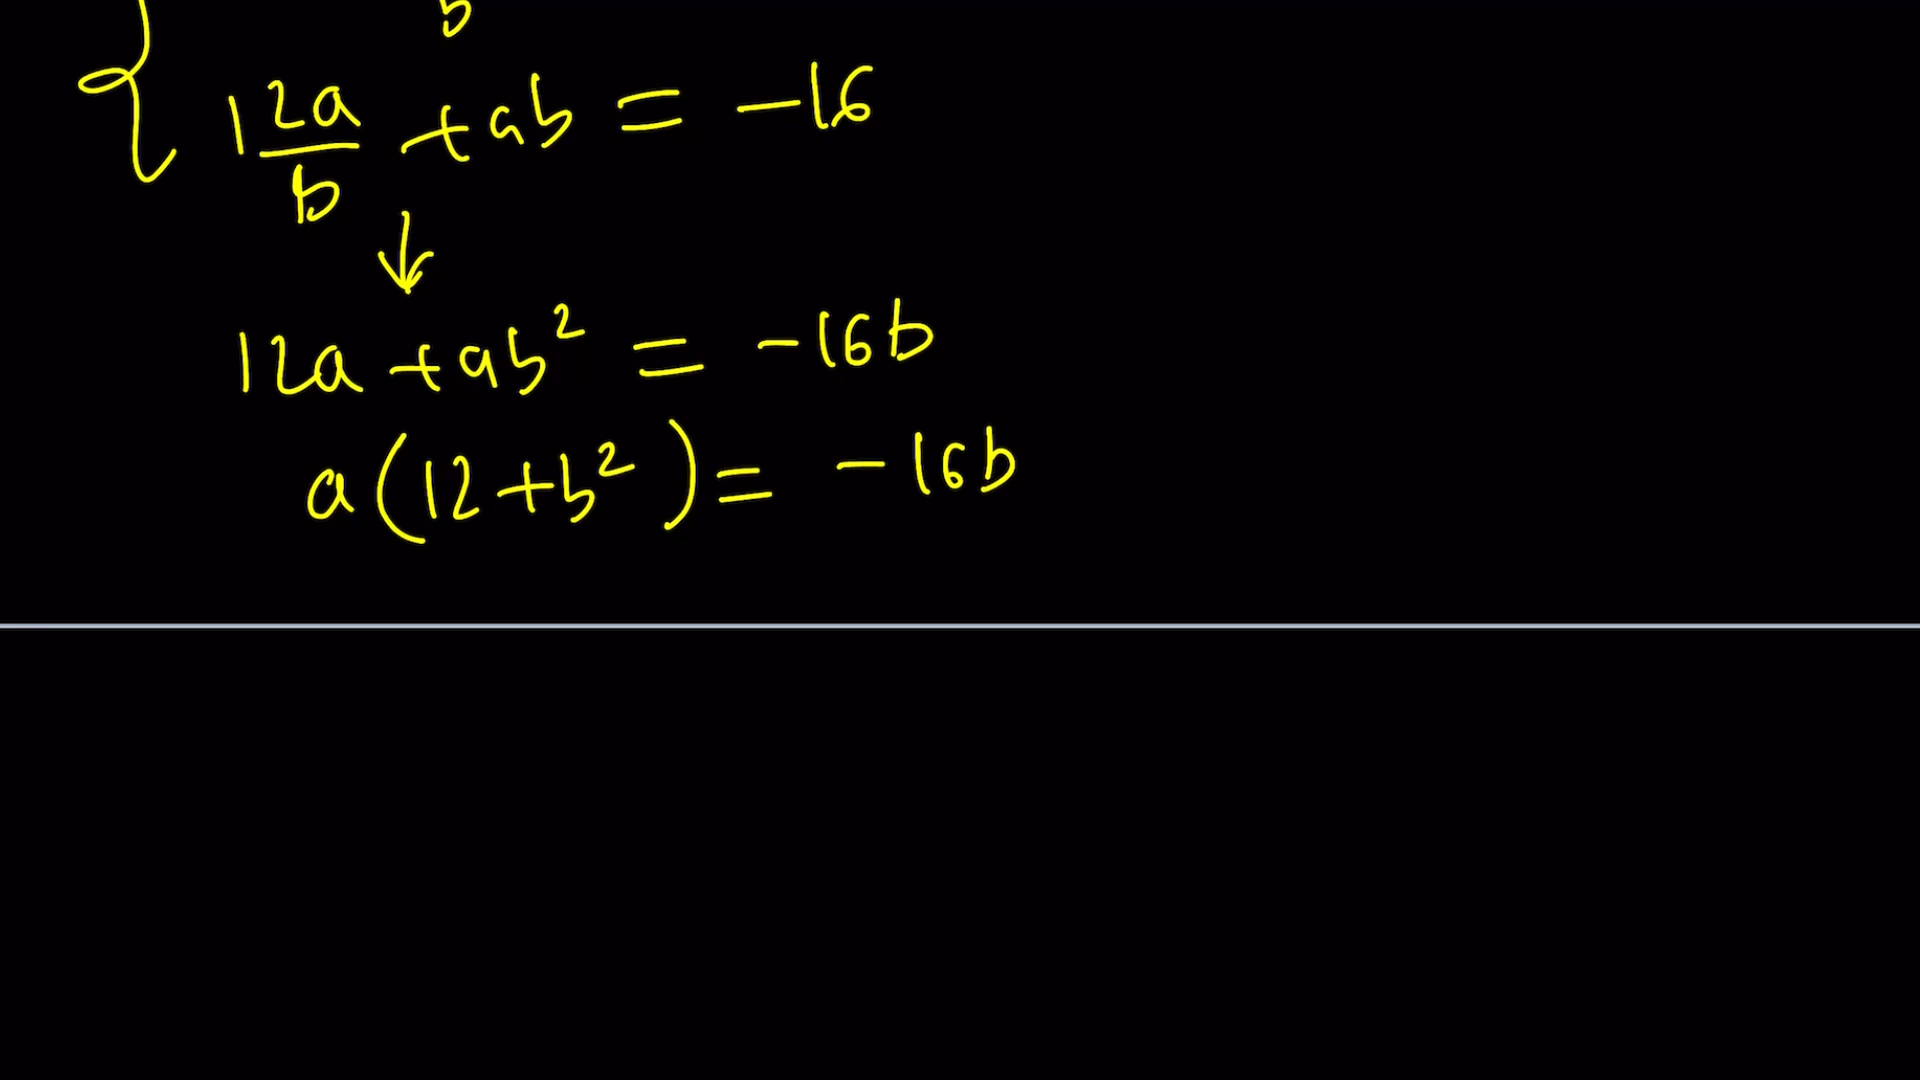 b
12a/b + ab = -16
↓
12a + ab² = -16b
a(12 + b²) = -16b